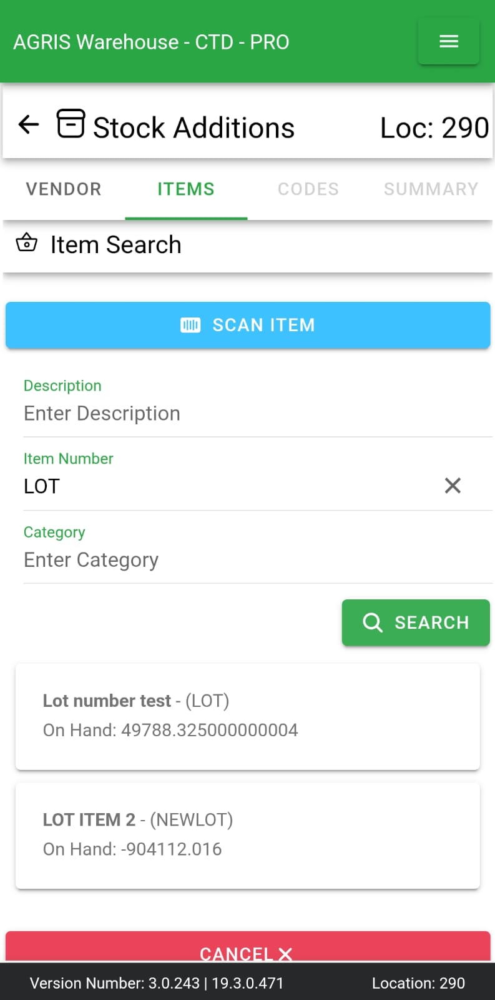 AGRIS Warehouse - CTD - PRO
Stock Additions Loc: 290
VENDOR ITEMS CODES SUMMARY
Item Search
SCAN ITEM
Description
Enter Description
Item Number
LOT
Category
Enter Category
SEARCH
Lot number test - (LOT)
On Hand: 49788.325000000004
LOT ITEM 2 - (NEWLOT)
On Hand: -904112.016
CANCEL
Version Number: 3.0.243 | 19.3.0.471 Location: 290